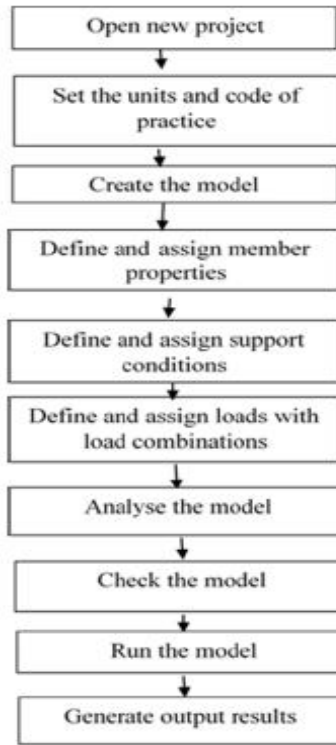 Open new project
Set the units and code of
practice
Create the model
Define and assign member
properties
Define and assign support
conditions
Define and assign loads with
load combinations
Analyse the model
Check the model
Run the model
Generate output results